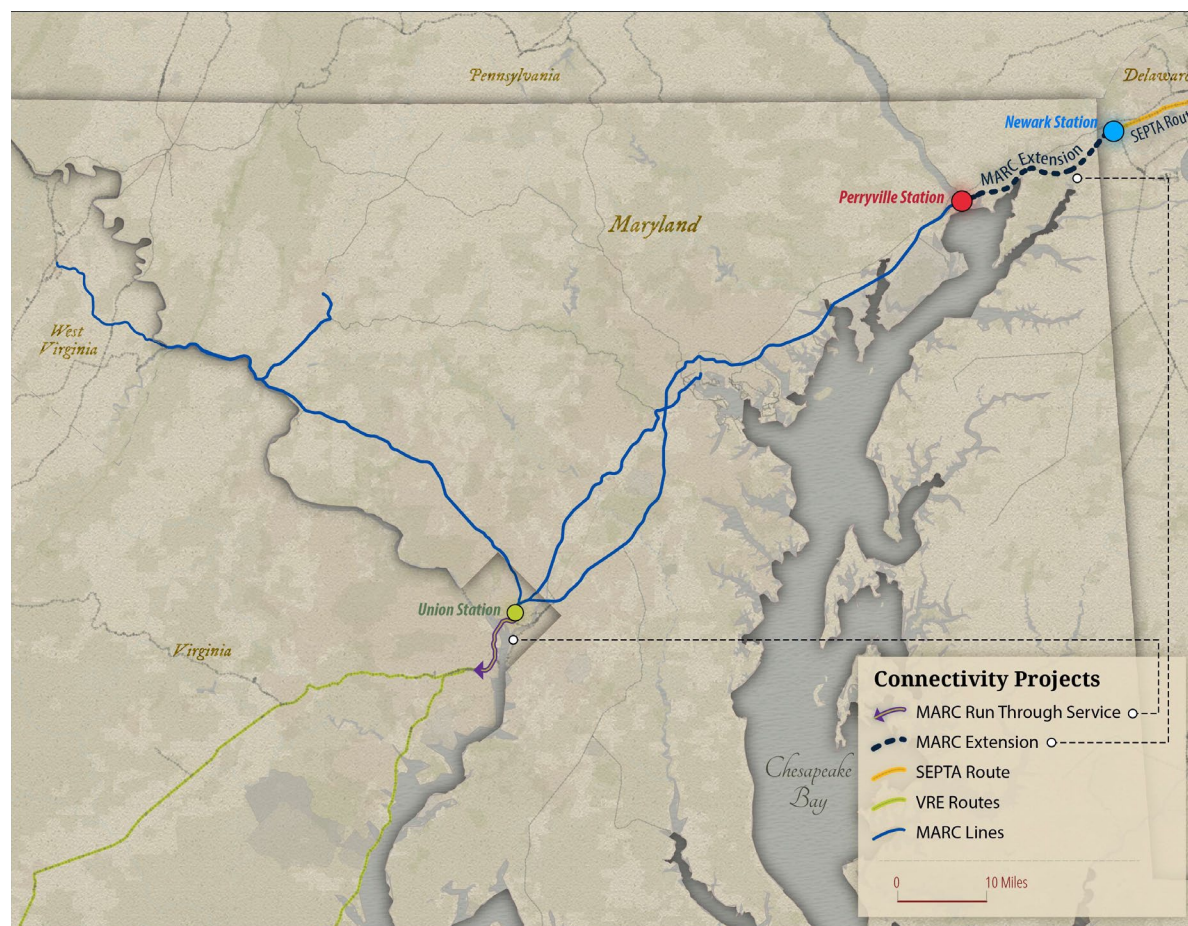 Pennsylvania
Delaware
Newark Station
SEPTA Rout
MARC Extension
Perryville Station
Maryland
West
Virginia
Union Station
Virginia
Chesapeake
Bay
Connectivity Projects
MARC Run Through Service
MARC Extension
SEPTA Route
VRE Routes
MARC Lines
0
10 Miles